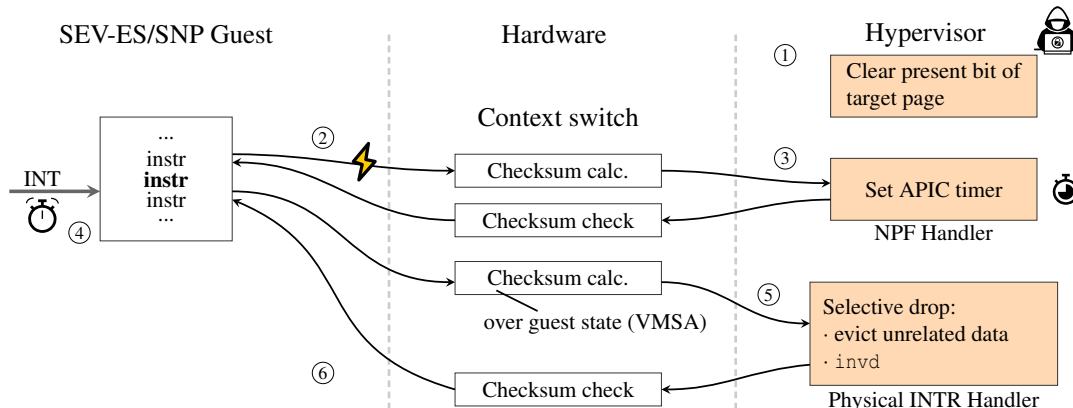 SEV-ES/SNP Guest
Hardware
Hypervisor
①
Clear present bit of
target page
Context switch
②
...
instr
instr
instr
...
INT
④
Checksum calc.
Checksum check
③
Set APIC timer
NPF Handler
Checksum calc.
over guest state (VMSA)
⑤
Selective drop:
· evict unrelated data
· invd
Physical INTR Handler
⑥
Checksum check